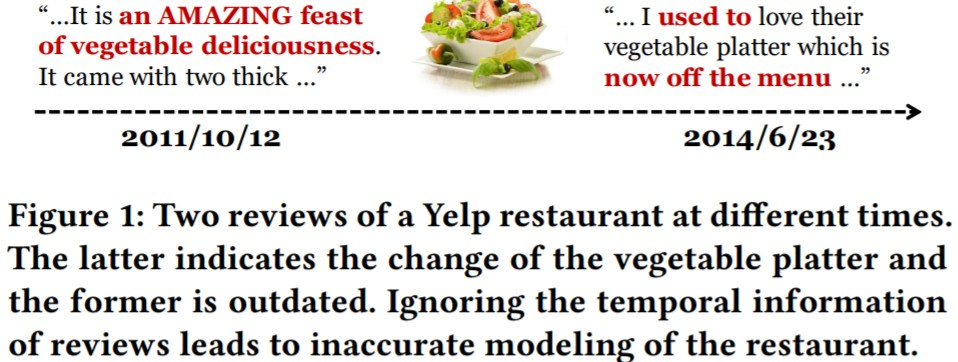 “...It is an AMAZING feast
of vegetable deliciousness.
It came with two thick ...”
“... I used to love their
vegetable platter which is
now off the menu ...”
2011/10/12
2014/6/23
Figure 1: Two reviews of a Yelp restaurant at different times.
The latter indicates the change of the vegetable platter and
the former is outdated. Ignoring the temporal information
of reviews leads to inaccurate modeling of the restaurant.